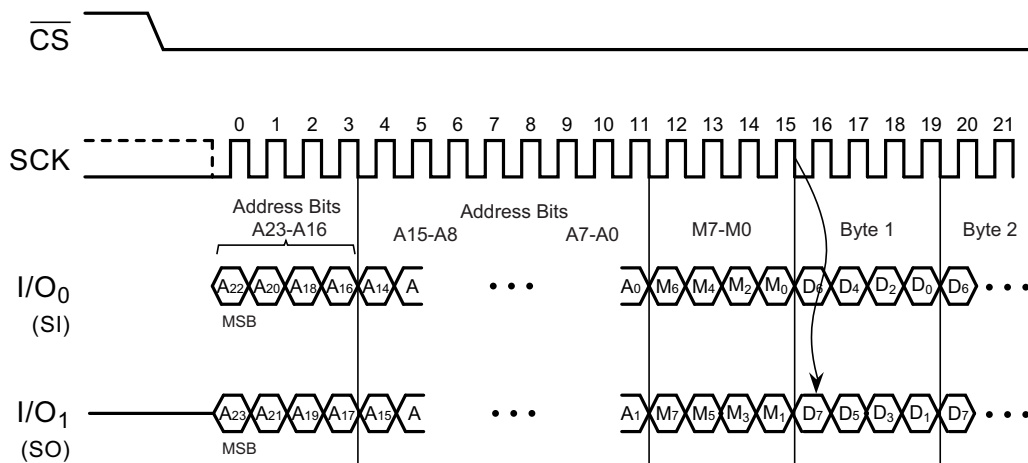 CS
0 1 2 3 4 5 6 7 8 9 10 11 12 13 14 15 16 17 18 19 20 21
SCK
Address Bits
A23-A16
Address Bits
A15-A8
A7-A0
M7-M0
Byte 1
Byte 2
I/O0
(SI)
A22 A20 A18 A16 A14 A • • • A0 M6 M4 M2 M0 D6 D4 D2 D0 D6 • • •
MSB
I/O1
(SO)
A23 A21 A19 A17 A15 A • • • A1 M7 M5 M3 M1 D7 D5 D3 D1 D7 • • •
MSB